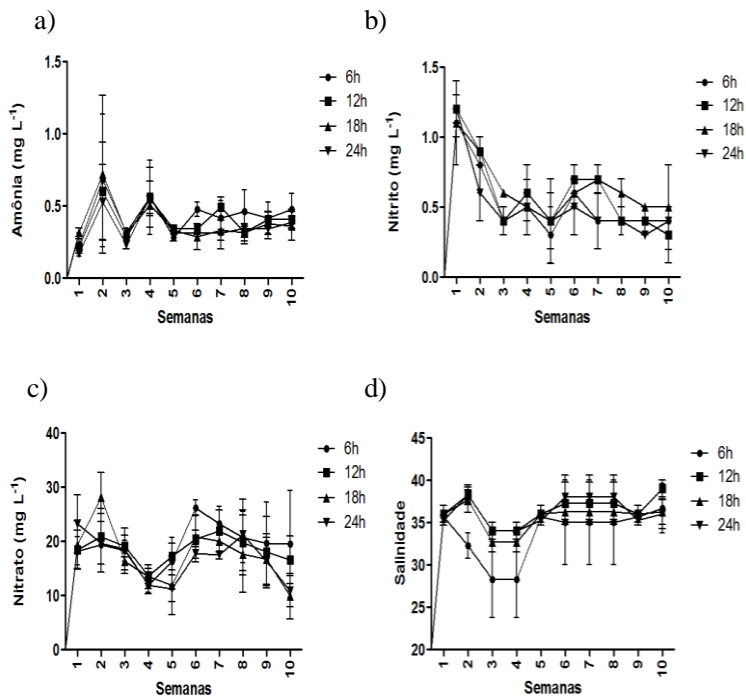 a)
Amônia (mg L⁻¹)
1.5
1.0
0.5
0.0
1 2 3 4 5 6 7 8 9 10
Semanas
6h
12h
18h
24h
b)
Nitrito (mg L⁻¹)
1.5
1.0
0.5
0.0
1 2 3 4 5 6 7 8 9 10
Semanas
6h
12h
18h
24h
c)
Nitrato (mg L⁻¹)
40
30
20
10
0
1 2 3 4 5 6 7 8 9 10
Semanas
6h
12h
18h
24h
d)
Salinidade
45
40
35
30
25
20
1 2 3 4 5 6 7 8 9 10
Semanas
6h
12h
18h
24h